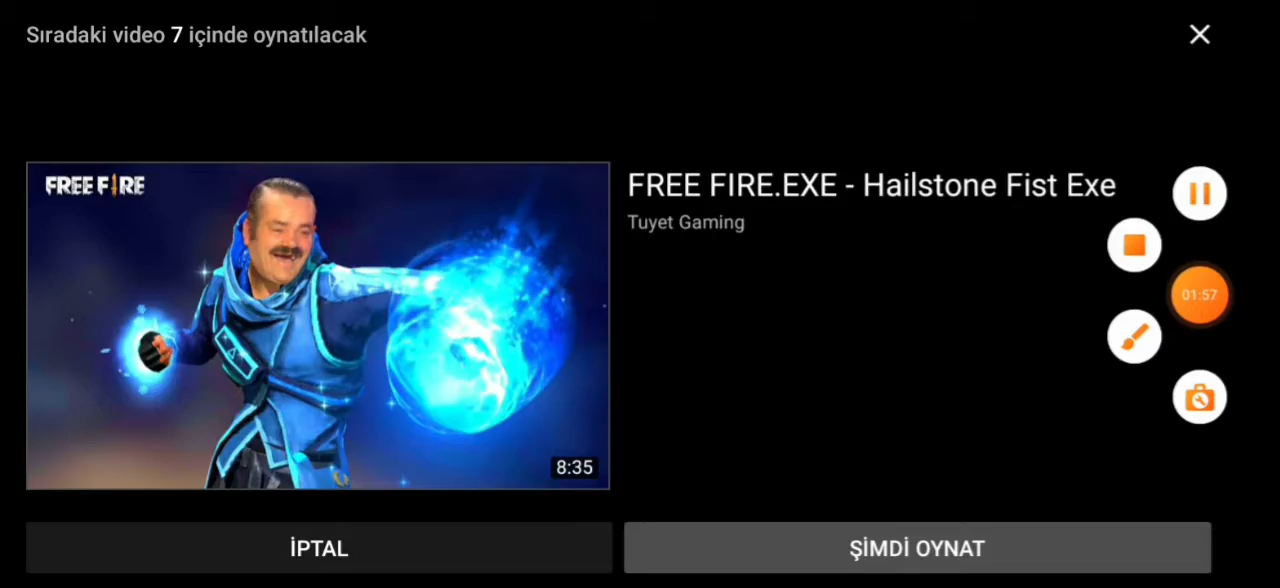 Sıradaki video 7 içinde oynatılacak
FREE FIRE
FREE FIRE.EXE - Hailstone Fist Exe
Tuyet Gaming
01:57
8:35
İPTAL
ŞİMDİ OYNAT